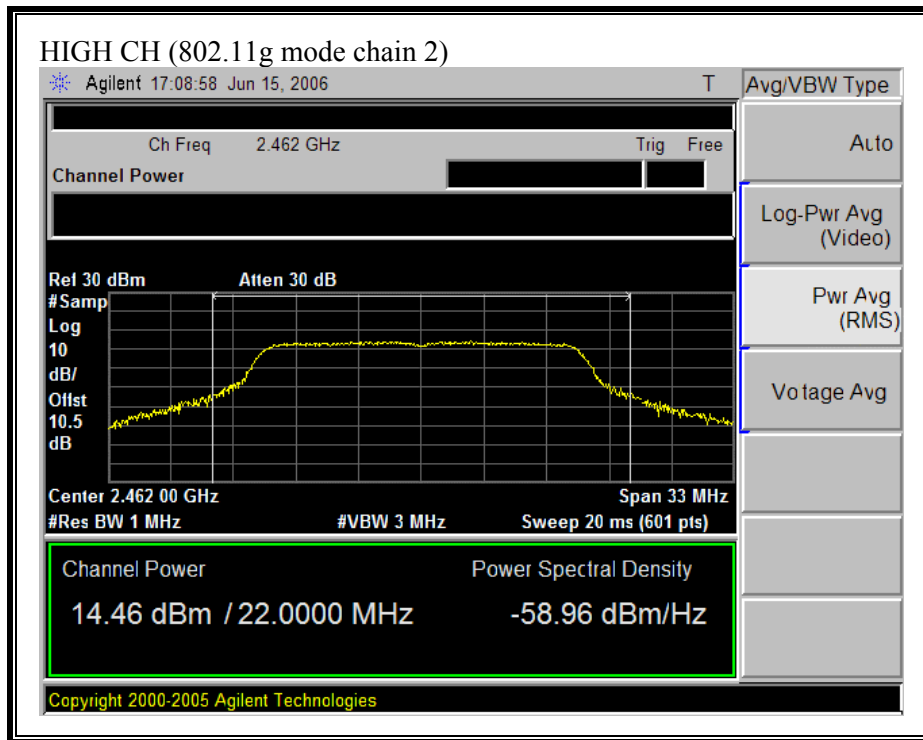 HIGH CH (802.11g mode chain 2)
Agilent 17:08:58 Jun 15, 2006 T
Avg/VBW Type
Ch Freq 2.462 GHz Trig Free
Channel Power
Auto
Log-Pwr Avg
(Video)
Pwr Avg
(RMS)
Voltage Avg
Ref 30 dBm Atten 30 dB
#Samp
Log
10
dB/
Offst
10.5
dB
Center 2.462 00 GHz Span 33 MHz
#Res BW 1 MHz #VBW 3 MHz Sweep 20 ms (601 pts)
Channel Power Power Spectral Density
14.46 dBm / 22.0000 MHz -58.96 dBm/Hz
Copyright 2000-2005 Agilent Technologies